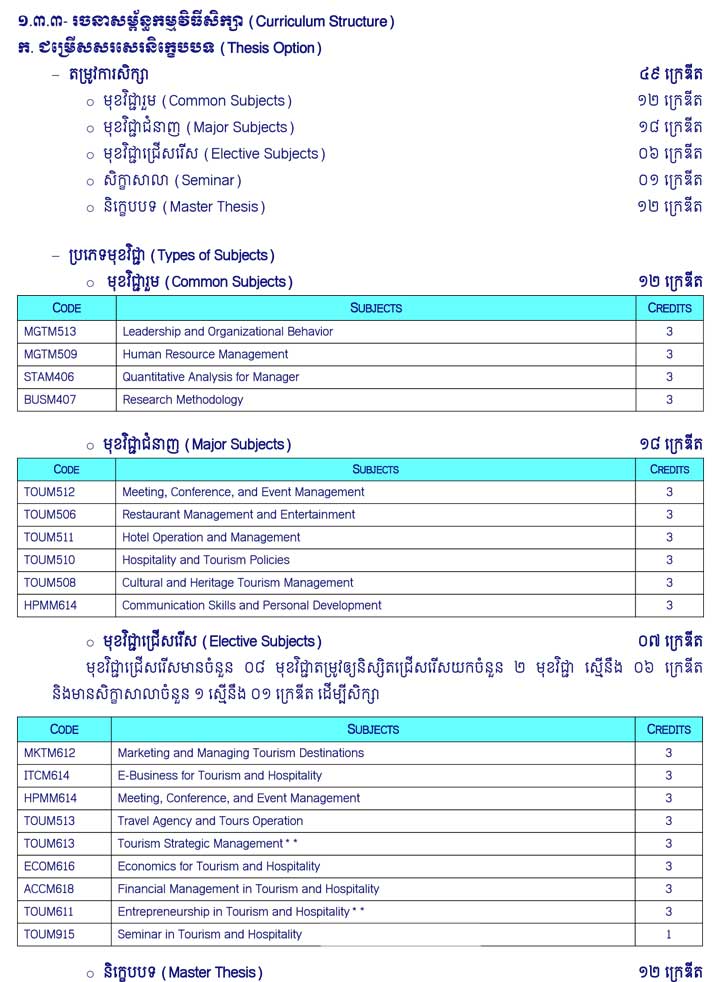 ១.៣.៣- រចនាសម្ព័ន្ធកម្មវិធីសិក្សា (Curriculum Structure)
ក. ជម្រើសសរសេរនិក្ខេបបទ (Thesis Option)
– តម្រូវការសិក្សា ៤៩ ក្រេឌីត
○ មុខវិជ្ជារួម (Common Subjects) ១២ ក្រេឌីត
○ មុខវិជ្ជាជំនាញ (Major Subjects) ១៨ ក្រេឌីត
○ មុខវិជ្ជាជ្រើសរើស (Elective Subjects) ០៦ ក្រេឌីត
○ សិក្ខាសាលា (Seminar) ០១ ក្រេឌីត
○ និក្ខេបបទ (Master Thesis) ១២ ក្រេឌីត
– ប្រភេទមុខវិជ្ជា (Types of Subjects)
○ មុខវិជ្ជារួម (Common Subjects) ១២ ក្រេឌីត
CODE SUBJECTS CREDITS
MGTM513 Leadership and Organizational Behavior 3
MGTM509 Human Resource Management 3
STAM406 Quantitative Analysis for Manager 3
BUSM407 Research Methodology 3
○ មុខវិជ្ជាជំនាញ (Major Subjects) ១៨ ក្រេឌីត
CODE SUBJECTS CREDITS
TOUM512 Meeting, Conference, and Event Management 3
TOUM506 Restaurant Management and Entertainment 3
TOUM511 Hotel Operation and Management 3
TOUM510 Hospitality and Tourism Policies 3
TOUM508 Cultural and Heritage Tourism Management 3
HPMM614 Communication Skills and Personal Development 3
○ មុខវិជ្ជាជ្រើសរើស (Elective Subjects) ០៧ ក្រេឌីត
មុខវិជ្ជាជ្រើសរើសមានចំនួន ០៨ មុខវិជ្ជាតម្រូវឲ្យនិស្សិតជ្រើសរើសយកចំនួន ២ មុខវិជ្ជា ស្មើនឹង ០៦ ក្រេឌីត
និងមានសិក្ខាសាលាចំនួន ១ ស្មើនឹង ០១ ក្រេឌីត ដើម្បីសិក្សា
CODE SUBJECTS CREDITS
MKTM612 Marketing and Managing Tourism Destinations 3
ITCM614 E-Business for Tourism and Hospitality 3
HPMM614 Meeting, Conference, and Event Management 3
TOUM513 Travel Agency and Tours Operation 3
TOUM613 Tourism Strategic Management** 3
ECOM616 Economics for Tourism and Hospitality 3
ACCM618 Financial Management in Tourism and Hospitality 3
TOUM611 Entrepreneurship in Tourism and Hospitality** 3
TOUM915 Seminar in Tourism and Hospitality 1
○ និក្ខេបបទ (Master Thesis) ១២ ក្រេឌីត